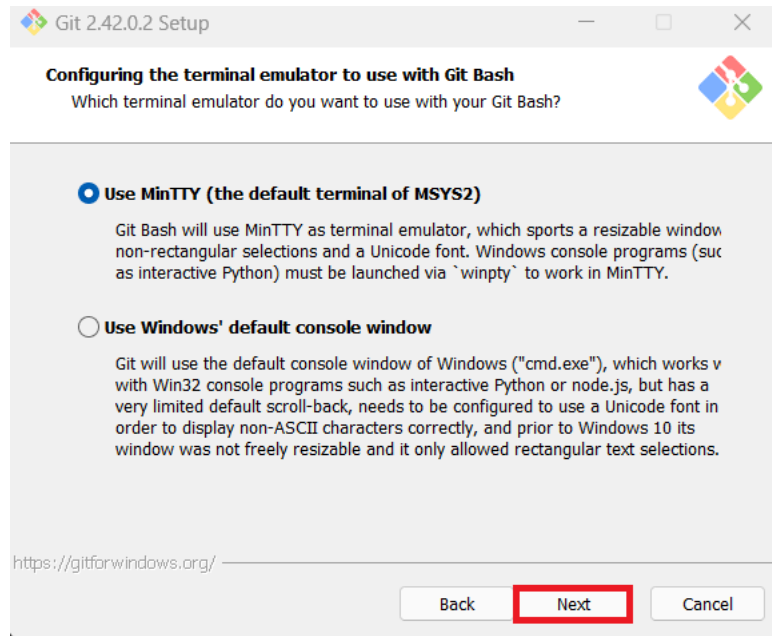 Git 2.42.0.2 Setup
Configuring the terminal emulator to use with Git Bash
Which terminal emulator do you want to use with your Git Bash?
Use MinTTY (the default terminal of MSYS2)
Git Bash will use MinTTY as terminal emulator, which sports a resizable window
non-rectangular selections and a Unicode font. Windows console programs (suc
as interactive Python) must be launched via `winpty` to work in MinTTY.
Use Windows' default console window
Git will use the default console window of Windows ("cmd.exe"), which works w
with Win32 console programs such as interactive Python or node.js, but has a
very limited default scroll-back, needs to be configured to use a Unicode font in
order to display non-ASCII characters correctly, and prior to Windows 10 its
window was not freely resizable and it only allowed rectangular text selections.
https://gitforwindows.org/
Back Next Cancel